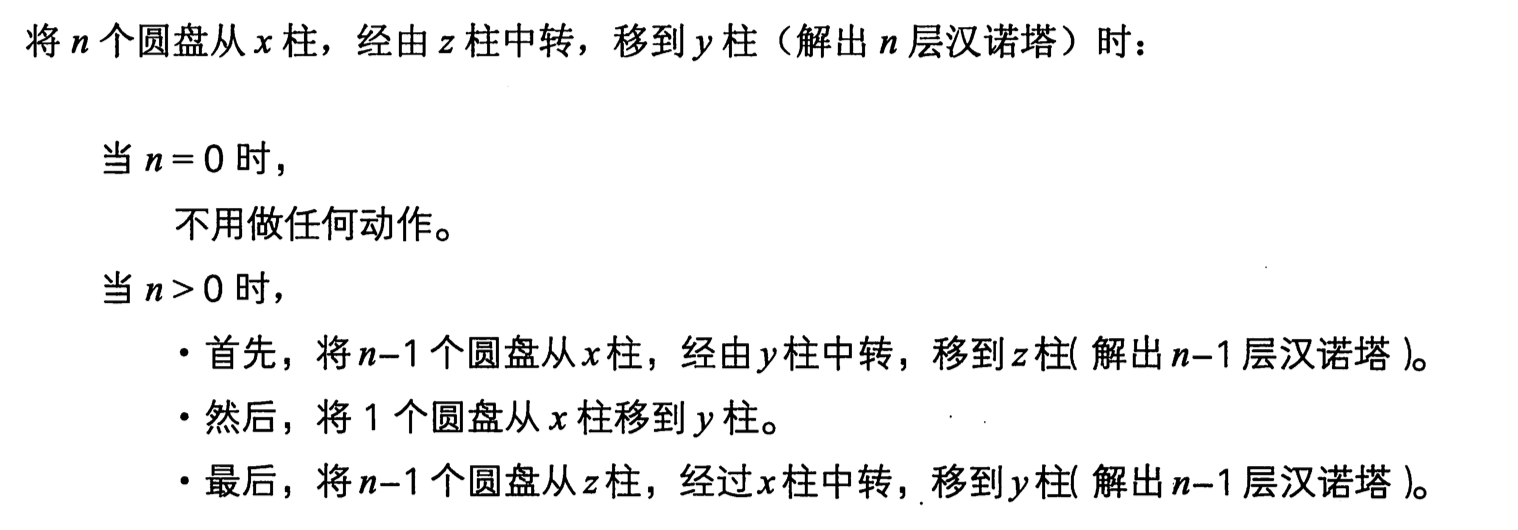 将 n 个圆盘从 x 柱，经由 z 柱中转，移到 y 柱（解出 n 层汉诺塔）时：
当 n = 0 时，
不用做任何动作。
当 n > 0 时，
• 首先，将 n–1 个圆盘从 x 柱，经由 y 柱中转，移到 z 柱( 解出 n–1 层汉诺塔 )。
• 然后，将 1 个圆盘从 x 柱移到 y 柱。
• 最后，将 n–1 个圆盘从 z 柱，经过 x 柱中转，移到 y 柱( 解出 n–1 层汉诺塔 )。